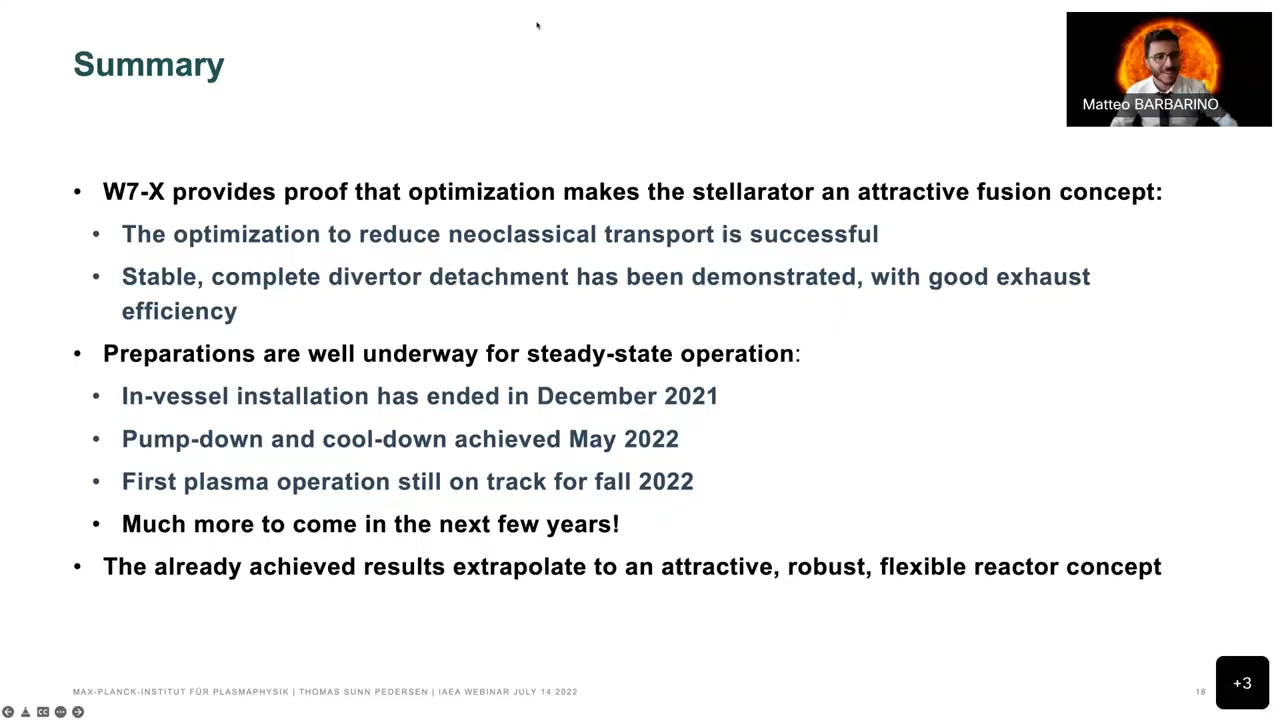 Summary
Matteo BARBARINO
• W7-X provides proof that optimization makes the stellarator an attractive fusion concept:
• The optimization to reduce neoclassical transport is successful
• Stable, complete divertor detachment has been demonstrated, with good exhaust
efficiency
• Preparations are well underway for steady-state operation:
• In-vessel installation has ended in December 2021
• Pump-down and cool-down achieved May 2022
• First plasma operation still on track for fall 2022
• Much more to come in the next few years!
• The already achieved results extrapolate to an attractive, robust, flexible reactor concept
MAX-PLANCK-INSTITUT FÜR PLASMAPHYSIK | THOMAS SUNN PEDERSEN | IAEA WEBINAR JULY 14 2022
18
+3
CC